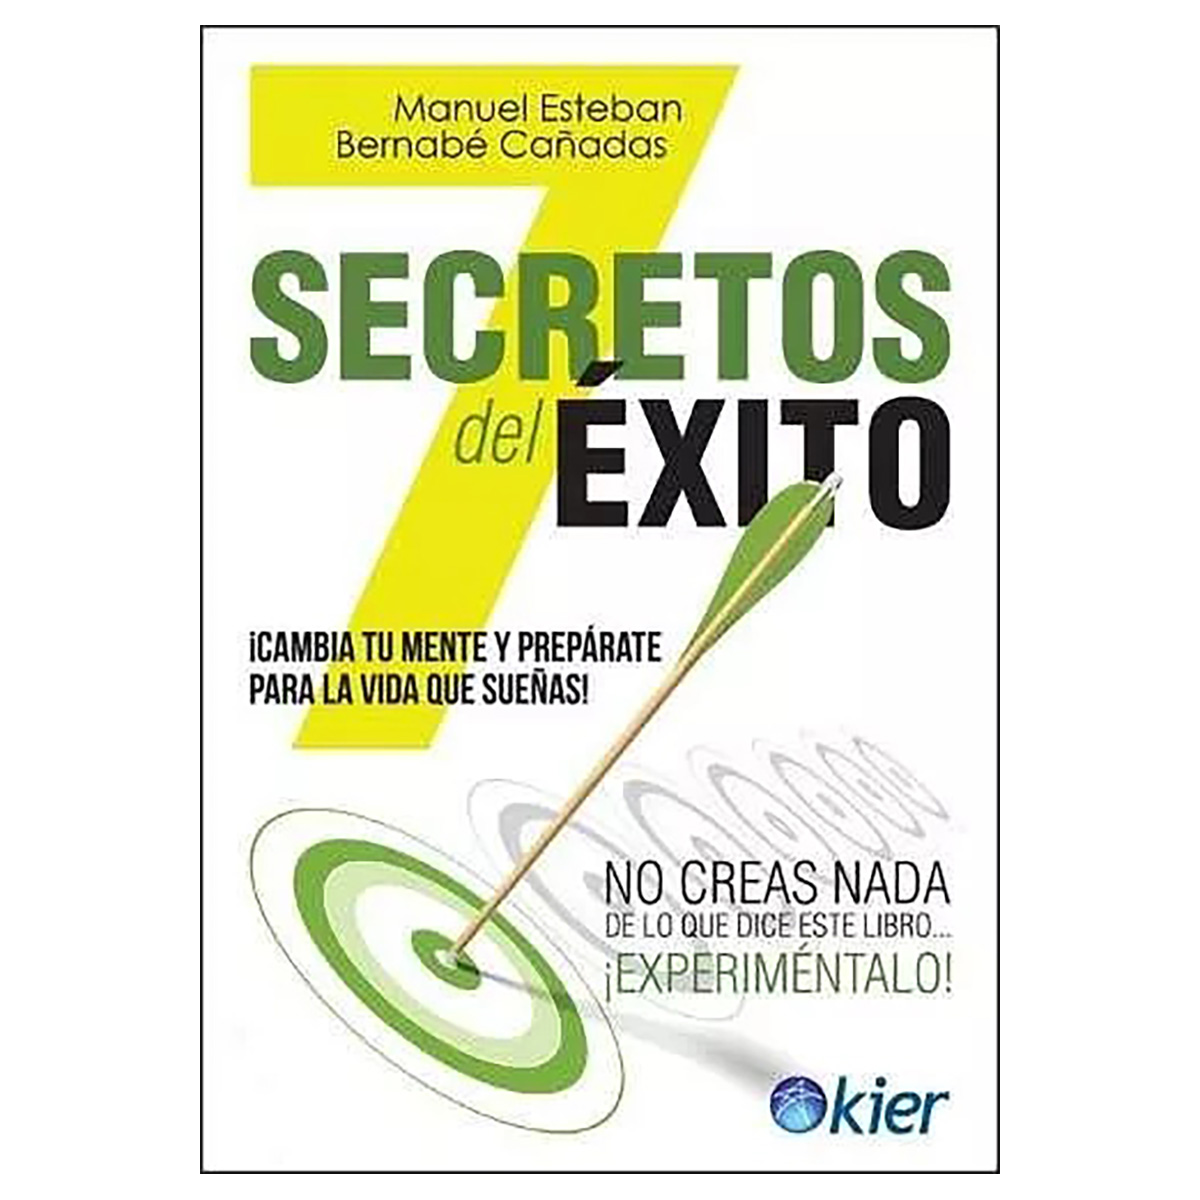 Manuel Esteban
Bernabé Cañadas
7
SECRETOS
del ÉXITO
¡CAMBIA TU MENTE Y PREPÁRATE
PARA LA VIDA QUE SUEÑAS!
NO CREAS NADA
DE LO QUE DICE ESTE LIBRO...
¡EXPERIMÉNTALO!
kier